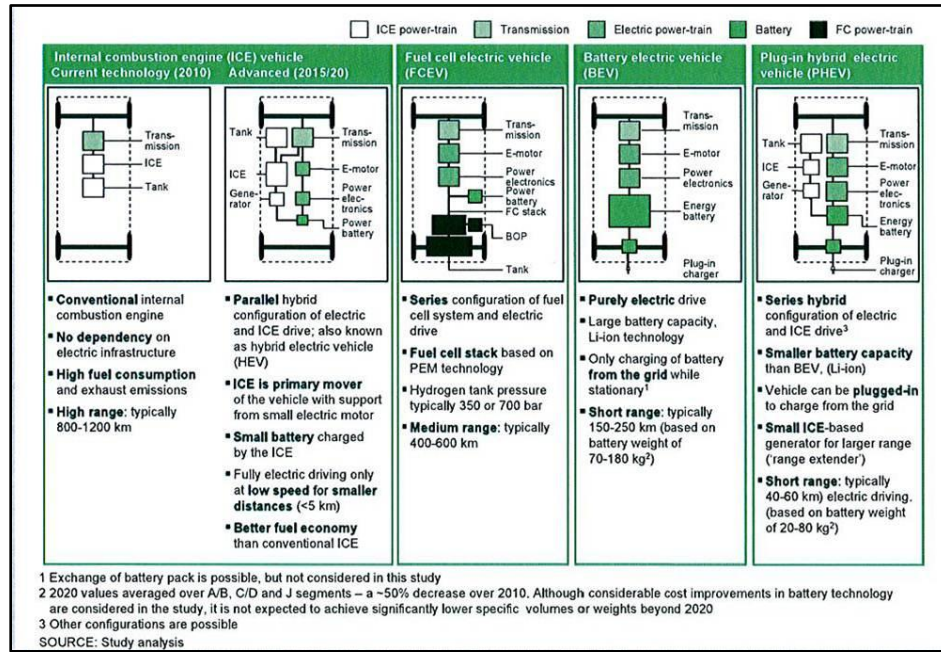 ICE power-train
Transmission
Electric power-train
Battery
FC power-train
Internal combustion engine (ICE) vehicle
Current technology (2010)
Advanced (2015/20)
Trans-
mission
ICE
Tank
Tank
ICE
Gene-
rator
Trans-
mission
E-motor
Power
elec-
tronics
Power
battery
Fuel cell electric vehicle
(FCEV)
Trans-
mission
E-motor
Power
electronics
Power
battery
FC stack
BOP
Tank
Battery electric vehicle
(BEV)
Trans-
mission
E-motor
Power
electronics
Energy
battery
Plug-in
charger
Plug-in hybrid electric
vehicle (PHEV)
Tank
ICE
Gene-
rator
Trans-
mission
E-motor
Power
elec-
tronics
Energy
battery
Plug-in
charger
▪ Conventional internal
combustion engine
▪ No dependency on
electric infrastructure
▪ High fuel consumption
and exhaust emissions
▪ High range: typically
800-1200 km
▪ Parallel hybrid
configuration of electric
and ICE drive; also known
as hybrid electric vehicle
(HEV)
▪ ICE is primary mover
of the vehicle with support
from small electric motor
▪ Small battery charged
by the ICE
▪ Fully electric driving only
at low speed for smaller
distances (<5 km)
▪ Better fuel economy
than conventional ICE
▪ Series configuration of fuel
cell system and electric
drive
▪ Fuel cell stack based on
PEM technology
▪ Hydrogen tank pressure
typically 350 or 700 bar
▪ Medium range: typically
400-600 km
▪ Purely electric drive
▪ Large battery capacity,
Li-ion technology
▪ Only charging of battery
from the grid while
stationary1
▪ Short range: typically
150-250 km (based on
battery weight of
70-180 kg2)
▪ Series hybrid
configuration of electric
and ICE drive3
▪ Smaller battery capacity
than BEV, (Li-ion)
▪ Vehicle can be plugged-in
to charge from the grid
▪ Small ICE-based
generator for larger range
('range extender')
▪ Short range: typically
40-60 km) electric driving.
(based on battery weight
of 20-80 kg2)
1 Exchange of battery pack is possible, but not considered in this study
2 2020 values averaged over A/B, C/D and J segments – a ~50% decrease over 2010. Although considerable cost improvements in battery technology
are considered in the study, it is not expected to achieve significantly lower specific volumes or weights beyond 2020
3 Other configurations are possible
SOURCE: Study analysis